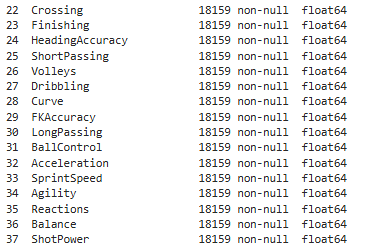 22 Crossing 18159 non-null float64
23 Finishing 18159 non-null float64
24 HeadingAccuracy 18159 non-null float64
25 ShortPassing 18159 non-null float64
26 Volleys 18159 non-null float64
27 Dribbling 18159 non-null float64
28 Curve 18159 non-null float64
29 FKAccuracy 18159 non-null float64
30 LongPassing 18159 non-null float64
31 BallControl 18159 non-null float64
32 Acceleration 18159 non-null float64
33 SprintSpeed 18159 non-null float64
34 Agility 18159 non-null float64
35 Reactions 18159 non-null float64
36 Balance 18159 non-null float64
37 ShotPower 18159 non-null float64